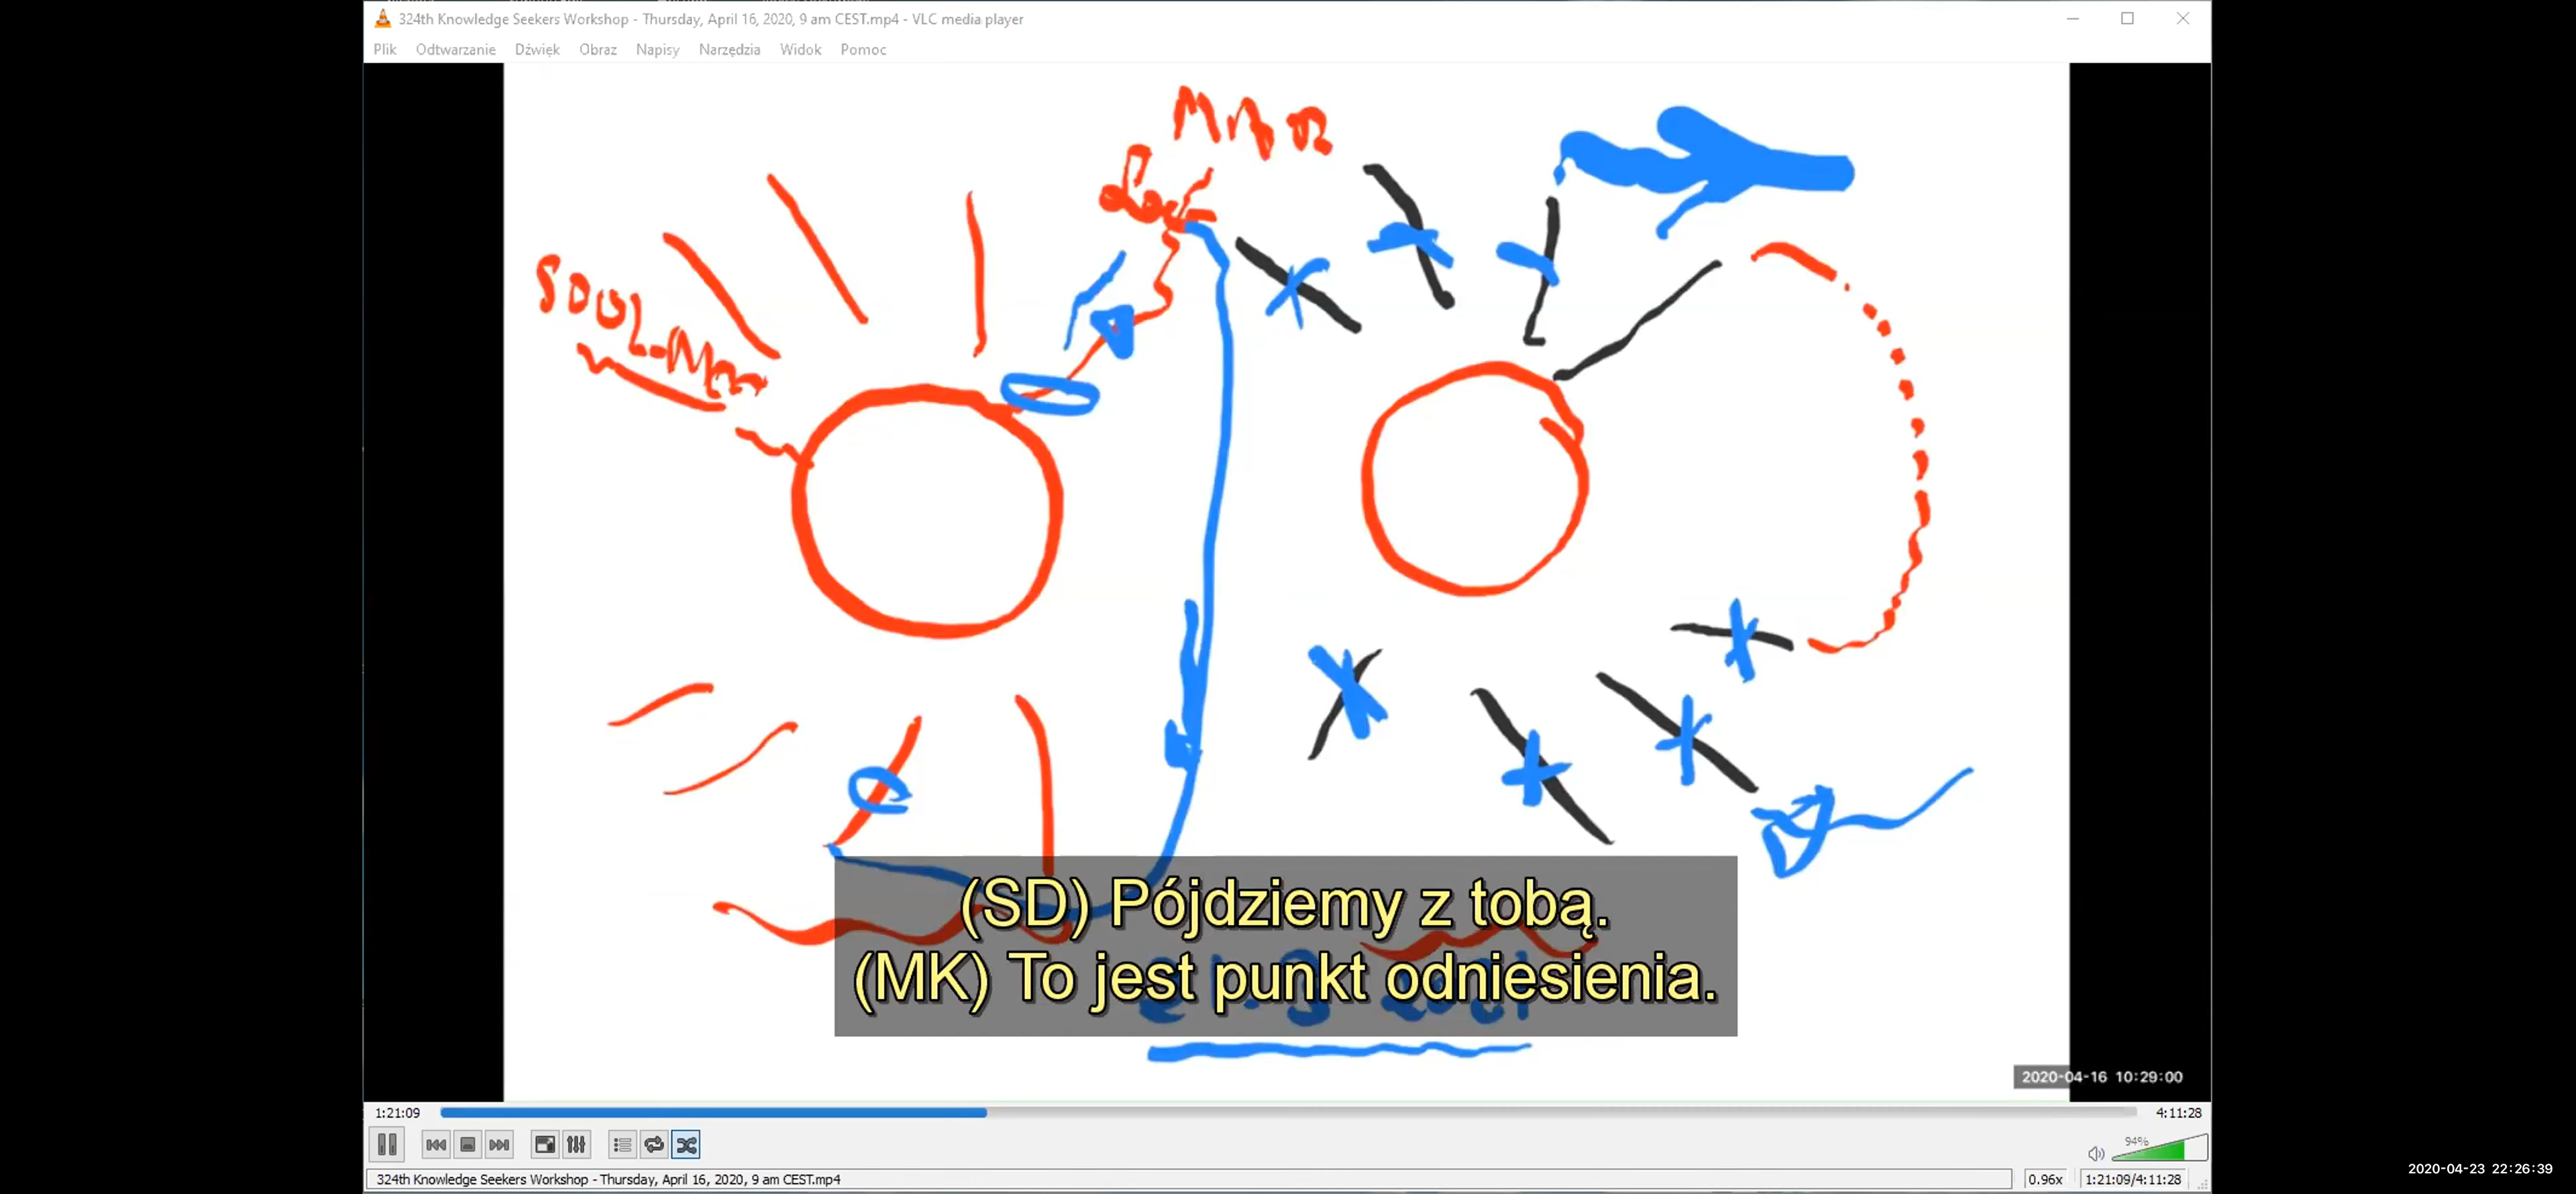 324th Knowledge Seekers Workshop - Thursday, April 16, 2020, 9 am CEST.mp4 - VLC media player
Plik Odtwarzanie Dźwięk Obraz Napisy Narzędzia Widok Pomoc
SOUL-M
(SD) Pójdziemy z tobą.
(MK) To jest punkt odniesienia.
2020-04-16 10:29:00
1:21:09
4:11:28
94%
324th Knowledge Seekers Workshop - Thursday, April 16, 2020, 9 am CEST.mp4
0.96x
1:21:09/4:11:28
2020-04-23 22:26:39